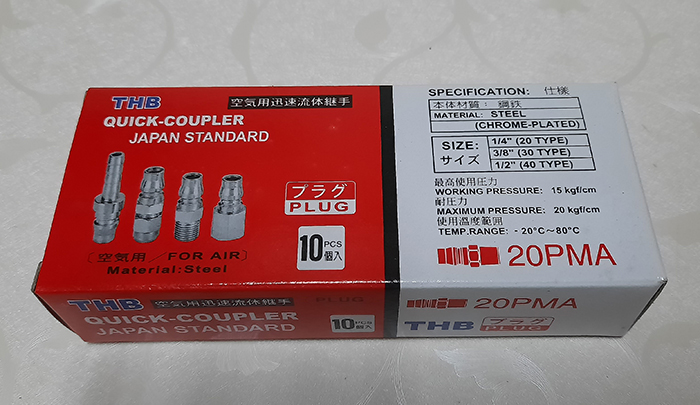 THB
空気用迅速流体継手
QUICK-COUPLER
JAPAN STANDARD
プラグ
PLUG
10 PCS
個入
〔空気用／FOR AIR〕
Material:Steel
SPECIFICATION: 仕様
本体材質: 鋼鉄
MATERIAL: STEEL
(CHROME-PLATED)
SIZE:
サイズ
1/4" (20 TYPE)
3/8" (30 TYPE)
1/2" (40 TYPE)
最高使用圧力
WORKING PRESSURE: 15 kgf/cm
耐圧力
MAXIMUM PRESSURE: 20 kgf/cm
使用温度範囲
TEMP.RANGE: - 20°C～80°C
20PMA
THB 空気用迅速流体継手 PLUG
QUICK-COUPLER
JAPAN STANDARD
10 PCS
個入
20PMA
THB プラグ
PLUG